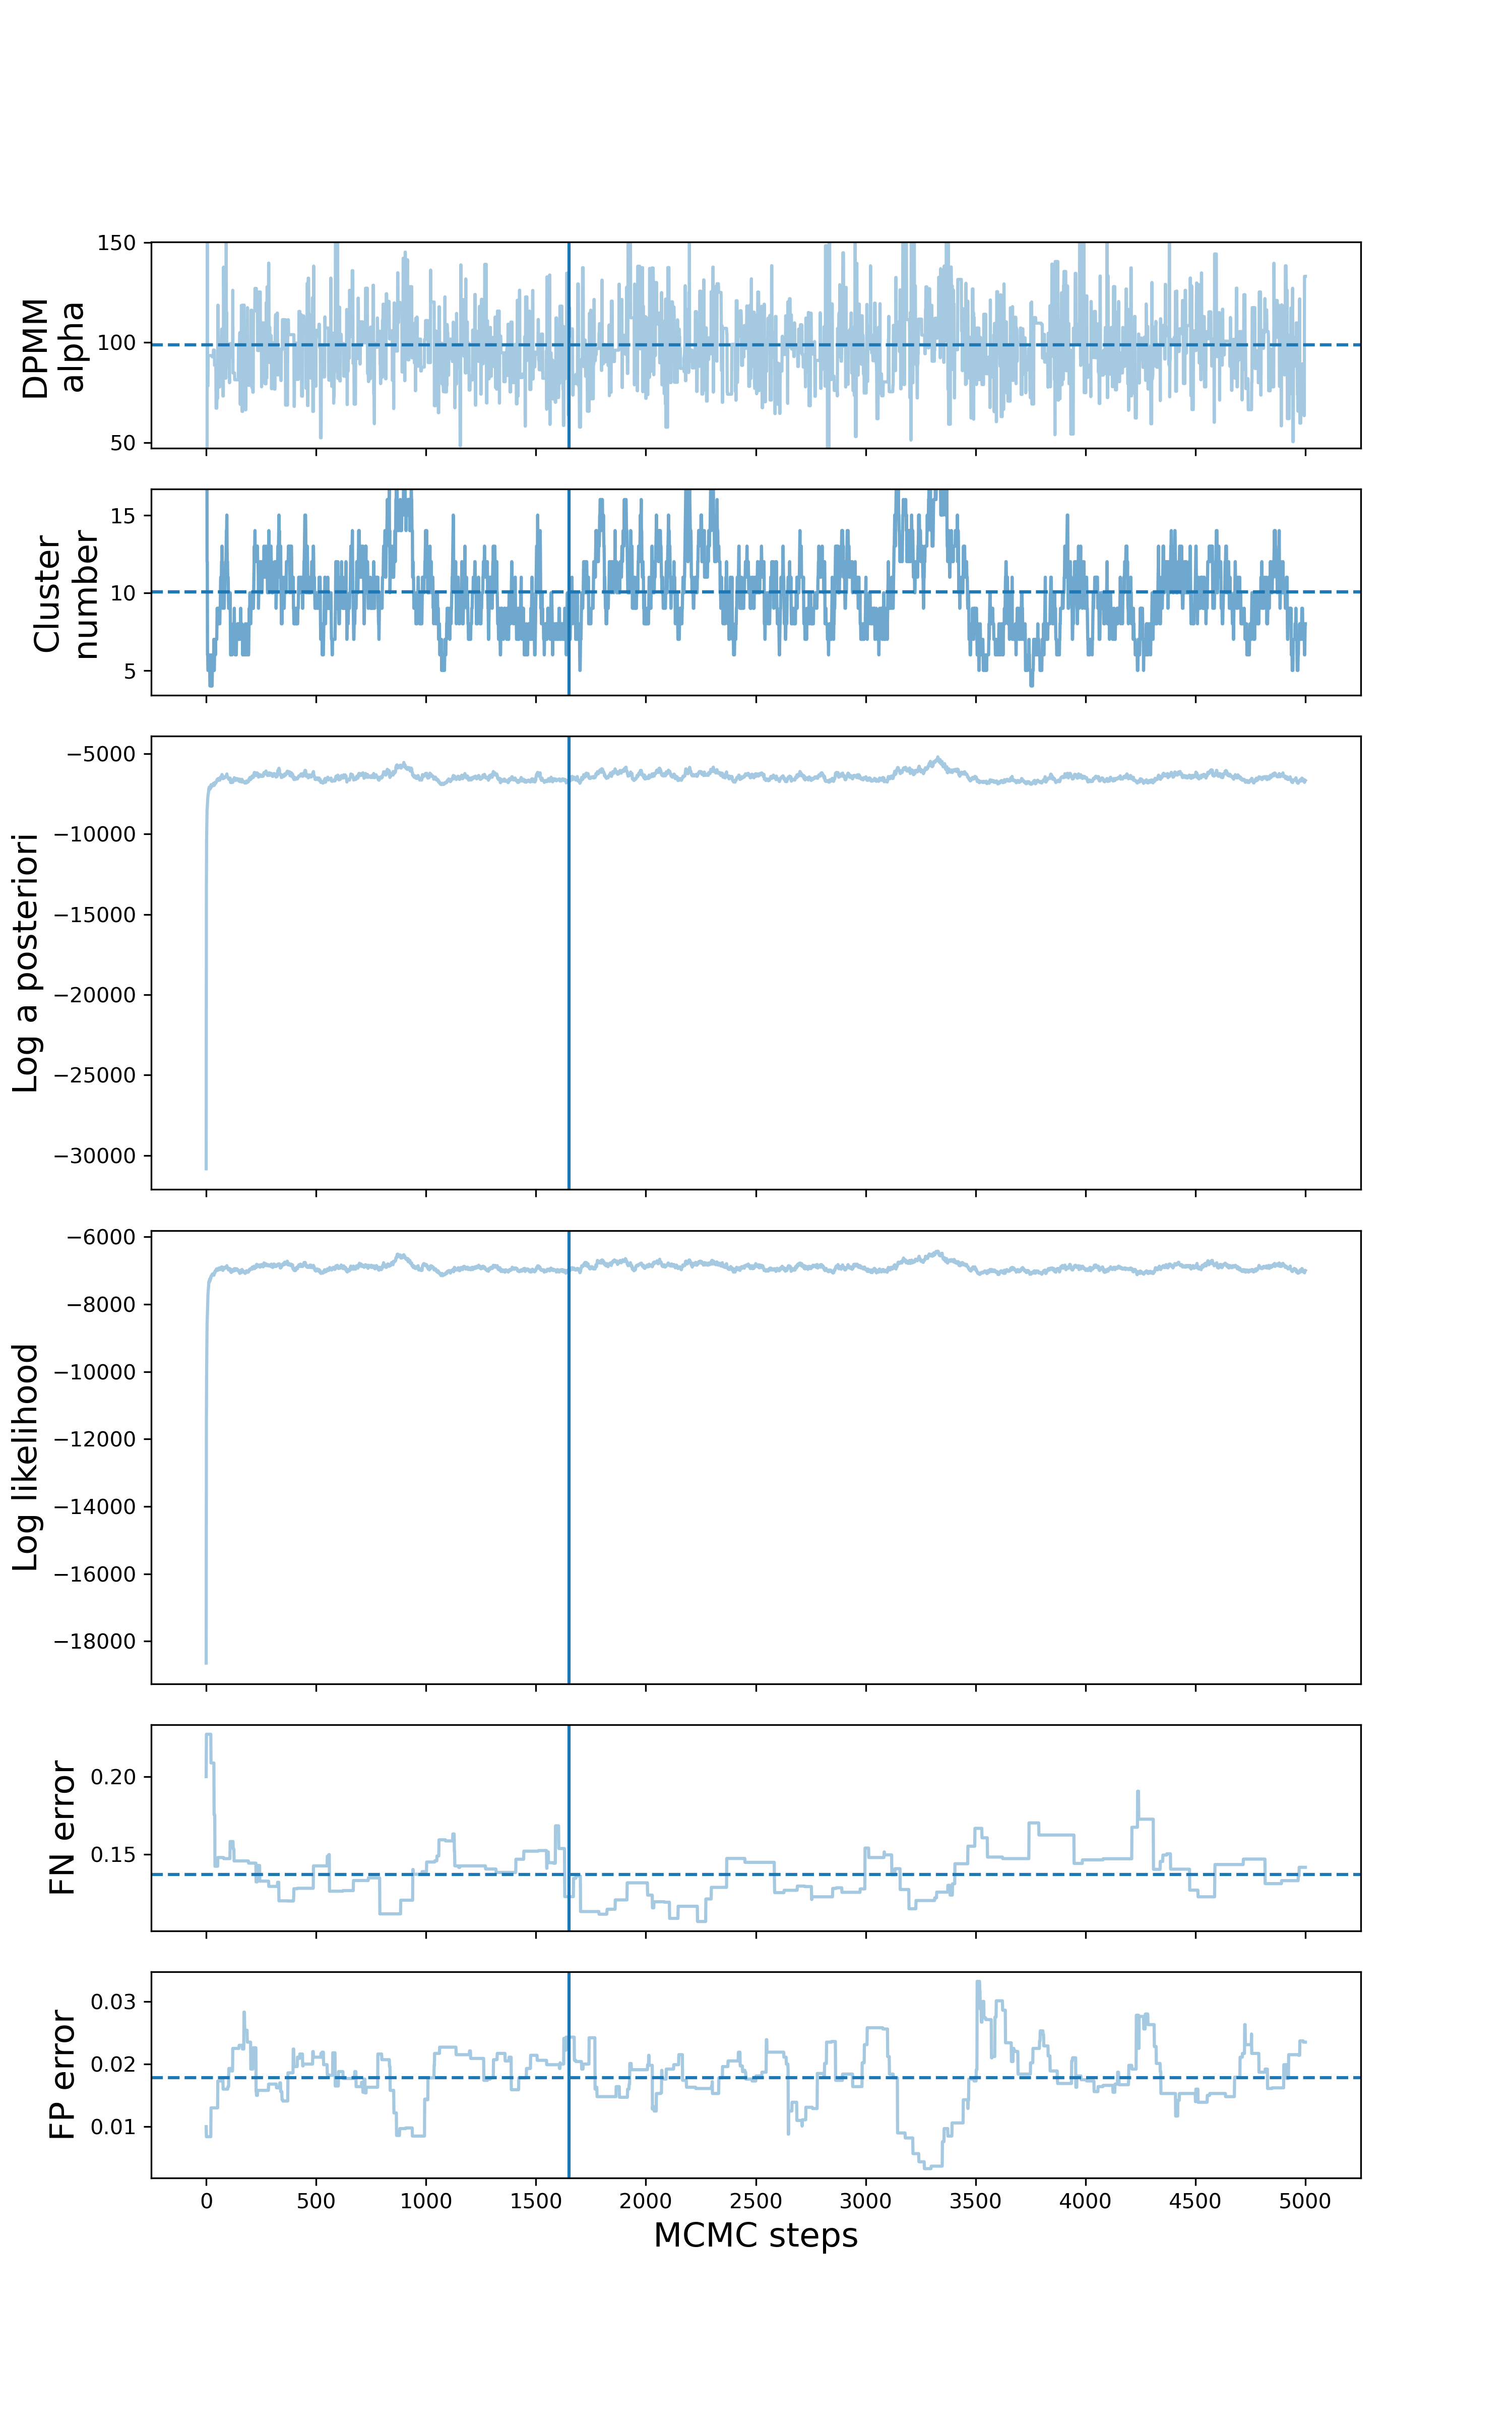 DPMM
alpha
150
100
50
Cluster
number
15
10
5
Log a posteriori
−5000
−10000
−15000
−20000
−25000
−30000
Log likelihood
−6000
−8000
−10000
−12000
−14000
−16000
−18000
FN error
0.20
0.15
FP error
0.03
0.02
0.01
0 500 1000 1500 2000 2500 3000 3500 4000 4500 5000
MCMC steps